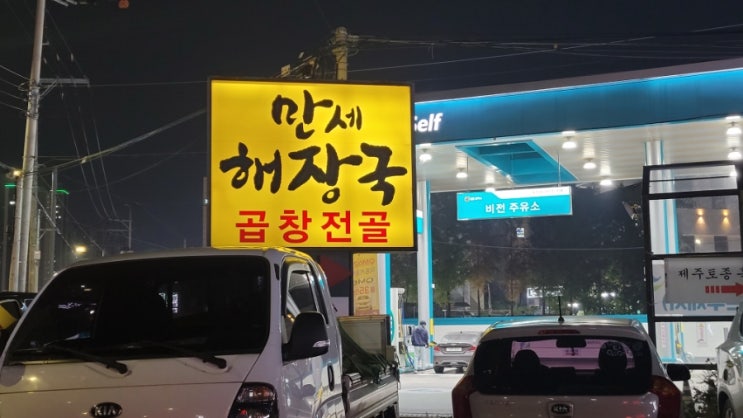 만세
해장국
곱창전골
Self
비전 주유소
제주토종
KIA
KIA